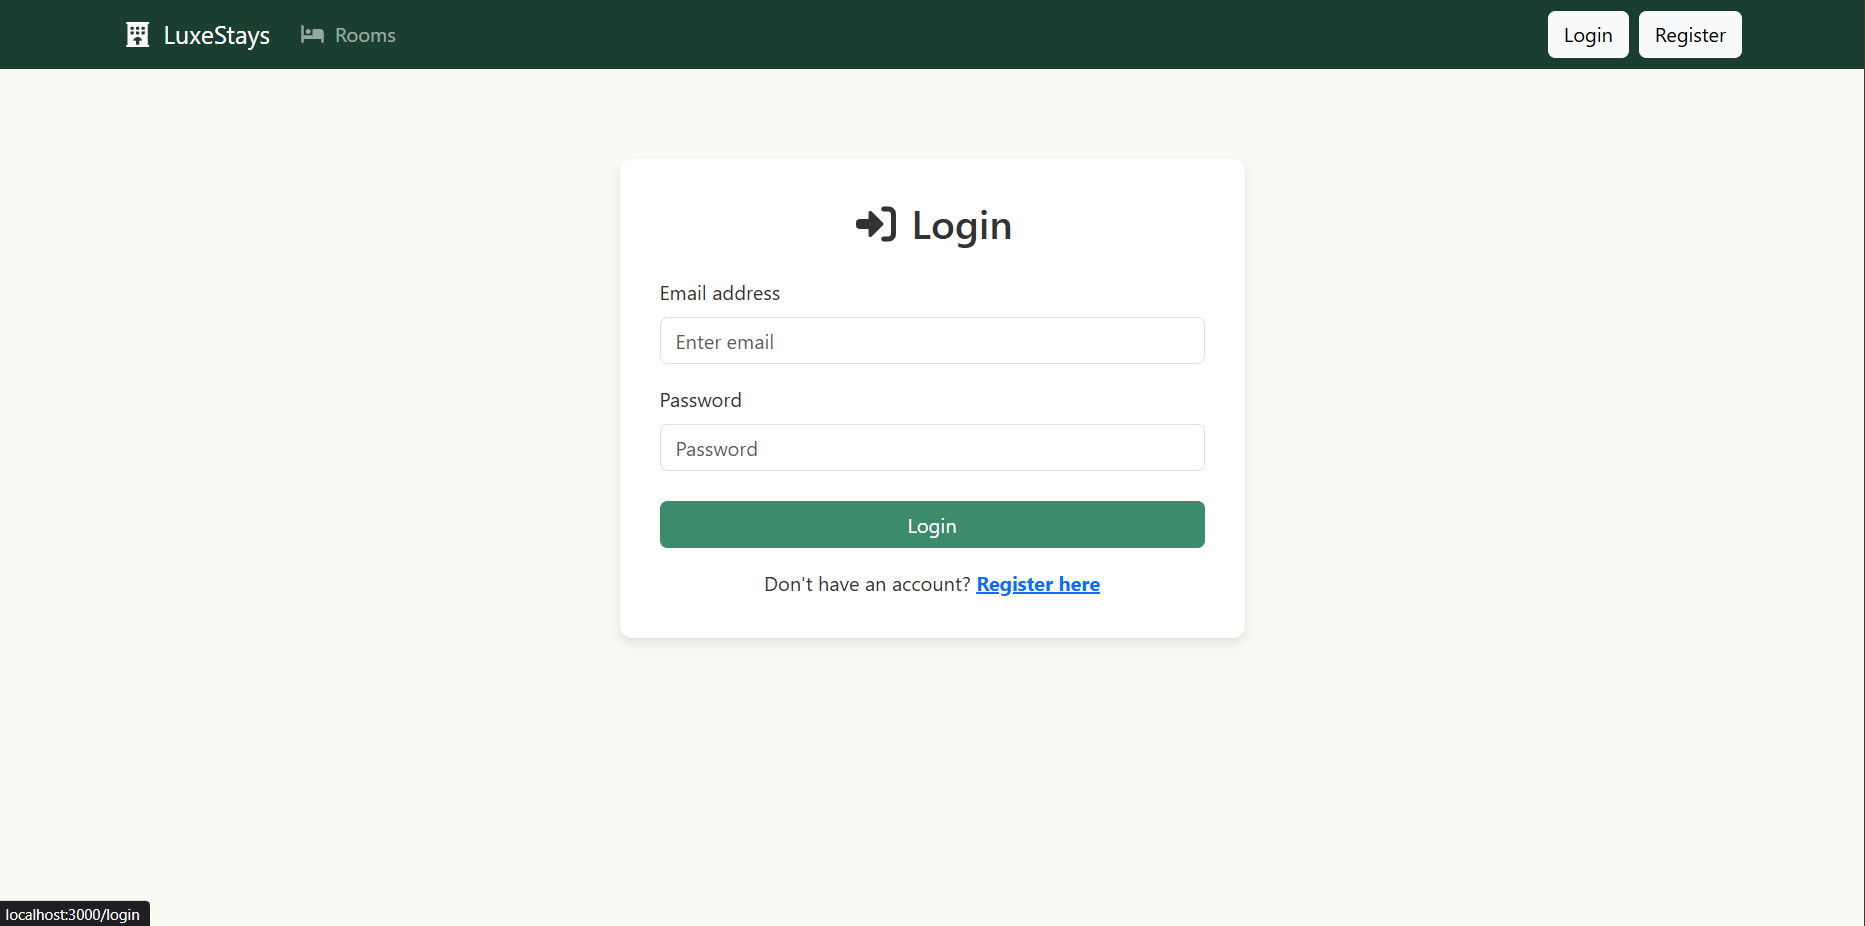 LuxeStays Rooms Login Register
Login
Email address
Enter email
Password
Password
Login
Don't have an account? Register here
localhost:3000/login